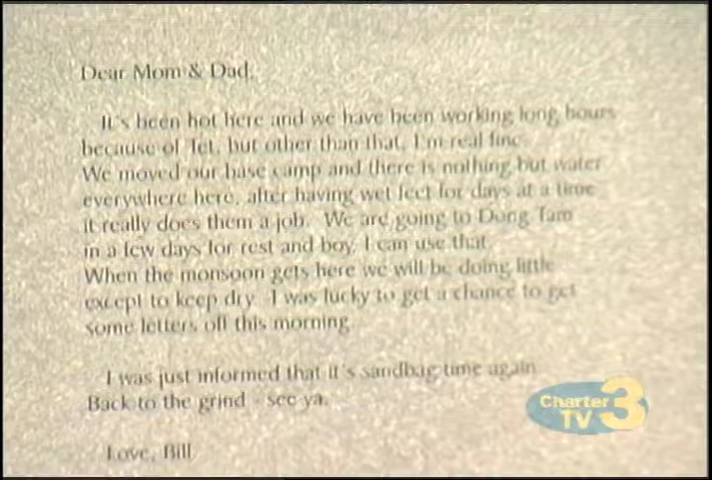 Dear Mom & Dad,
It's been hot here and we have been working long hours
because of Tet, but other than that, I'm real fine.
We moved our base camp and there is nothing but water
everywhere here, after having wet feet for days at a time
it really does them a job. We are going to Dong Tam
in a few days for rest and boy, I can use that.
When the monsoon gets here we will be doing little
except to keep dry. I was lucky to get a chance to get
some letters off this morning.
I was just informed that it's sandbag time again.
Back to the grind - see ya.
Love, Bill
Charter
TV 3